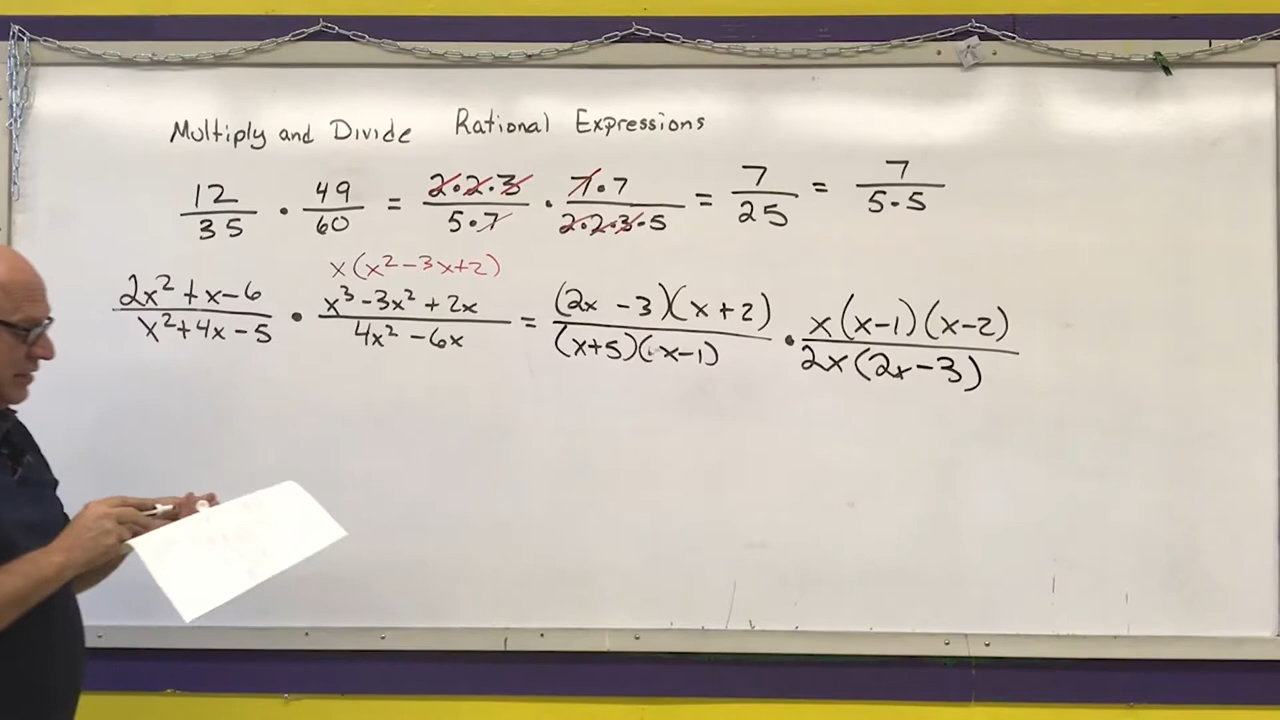 Multiply and Divide Rational Expressions
12/35 · 49/60 = 2·2·3/5·7 · 7·7/2·2·3·5 = 7/25 = 7/5·5
x(x²-3x+2)
2x²+x-6/x²+4x-5 · x³-3x²+2x/4x²-6x = (2x-3)(x+2)/(x+5)(x-1) · x(x-1)(x-2)/2x(2x-3)